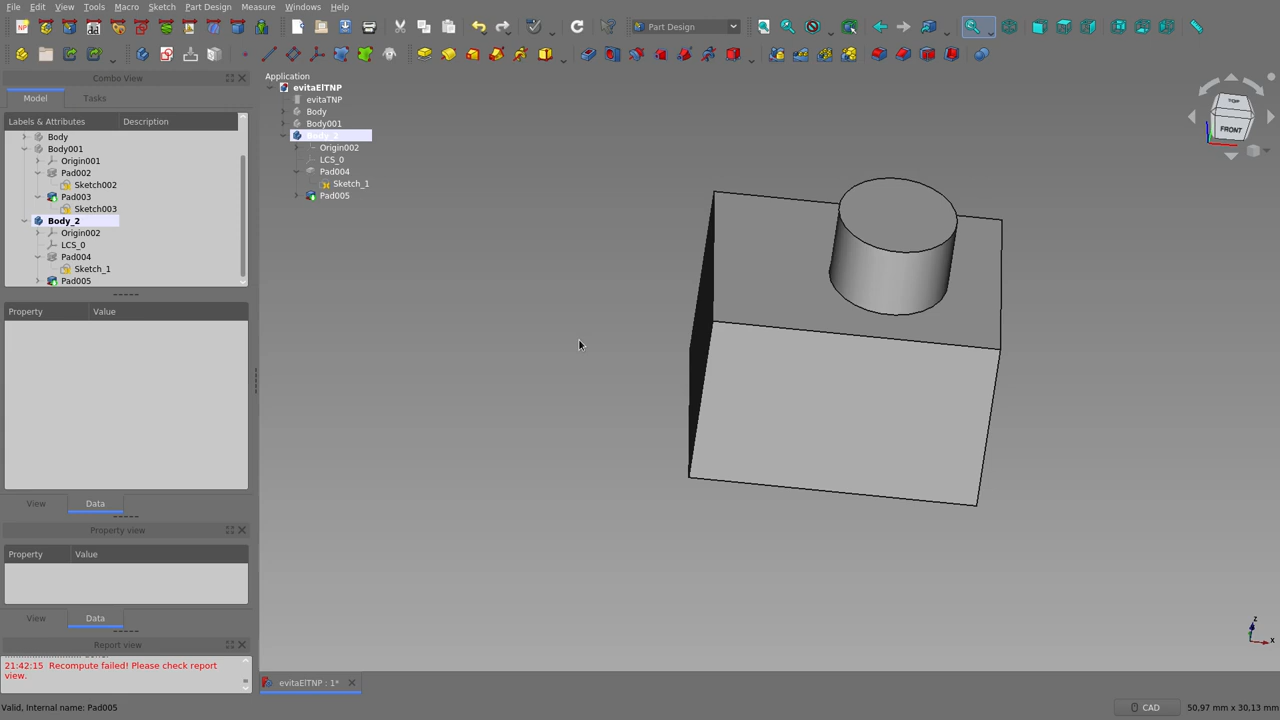 File Edit View Tools Macro Sketch Part Design Measure Windows Help
Part Design
Combo View
Model Tasks
Labels & Attributes Description
Body
Body001
Origin001
Pad002
Sketch002
Pad003
Sketch003
Body_2
Origin002
LCS_0
Pad004
Sketch_1
Pad005
Property Value
View Data
Property view
Property Value
View Data
Report view
21:42:15 Recompute failed! Please check report
view.
Application
evitaElTNP
evitaTNP
Body
Body001
Body_2
Origin002
LCS_0
Pad004
Sketch_1
Pad005
TOP
FRONT
z
x
evitaElTNP : 1*
Valid, Internal name: Pad005
CAD
50,97 mm x 30,13 mm